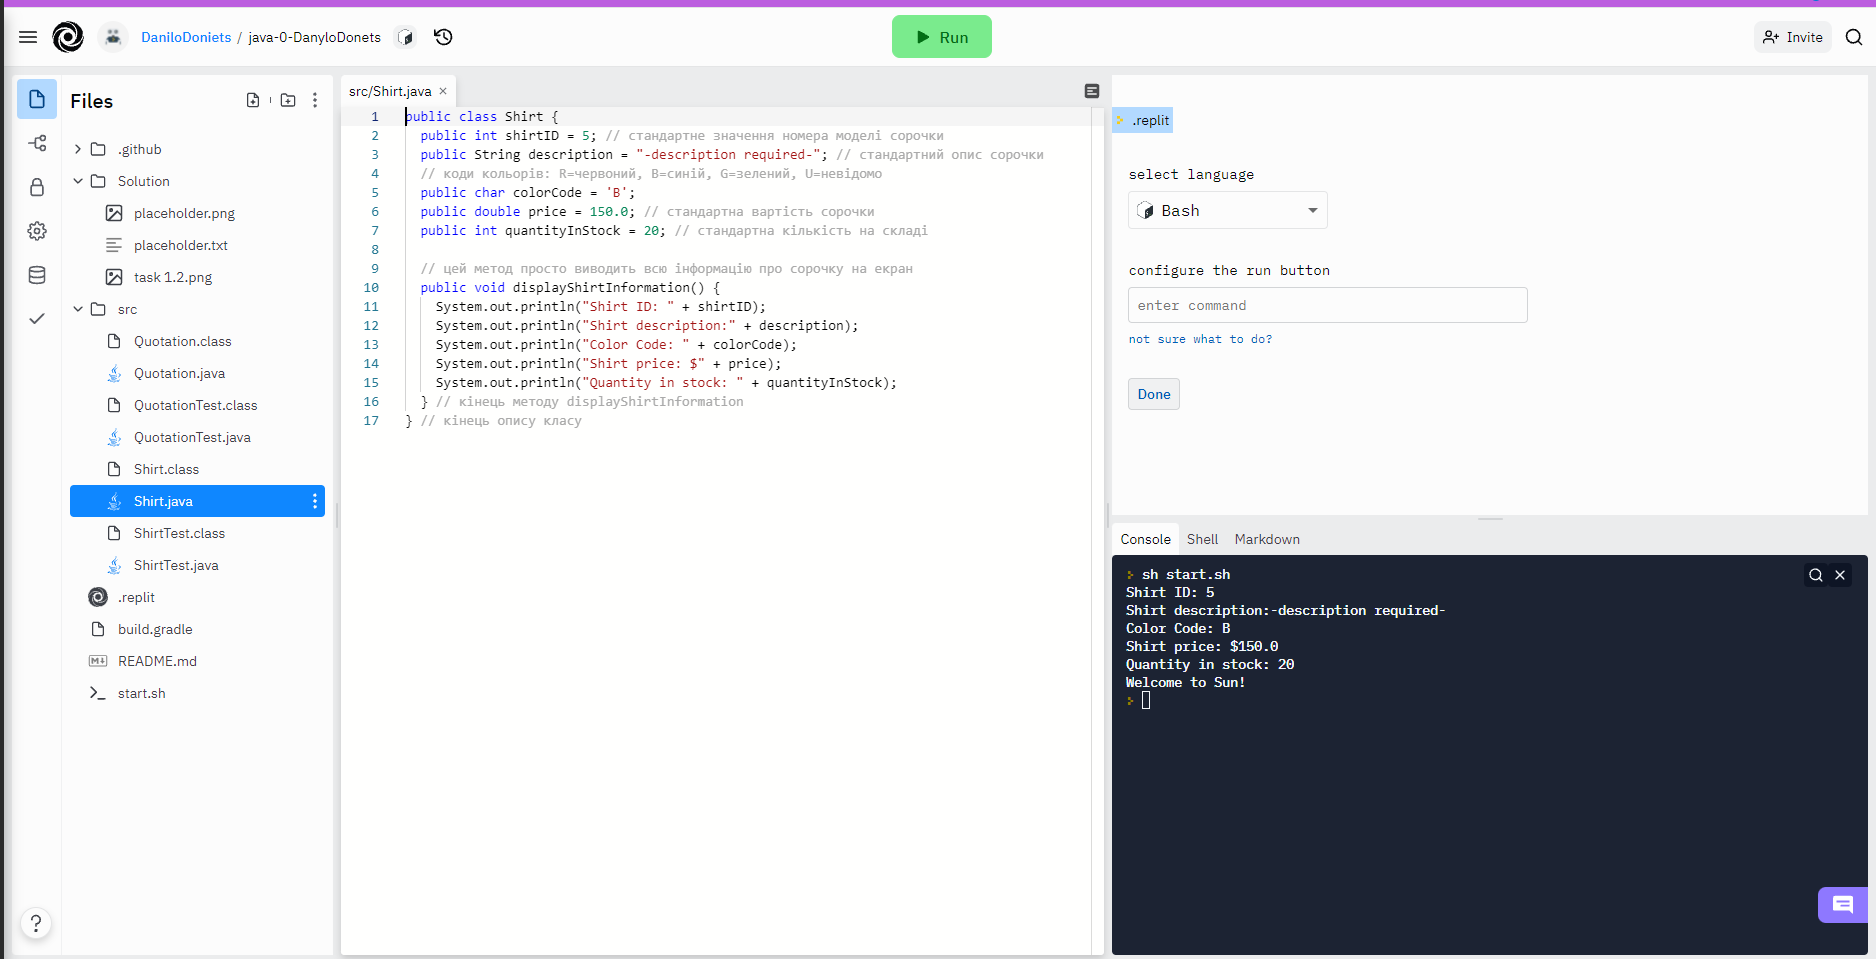 DaniloDoniets / java-0-DanyloDonets
Run
Invite
Files
.github
Solution
placeholder.png
placeholder.txt
task 1.2.png
src
Quotation.class
Quotation.java
QuotationTest.class
QuotationTest.java
Shirt.class
Shirt.java
ShirtTest.class
ShirtTest.java
.replit
build.gradle
README.md
start.sh
?
src/Shirt.java ×
1 public class Shirt {
2 public int shirtID = 5; // стандартне значення номера моделі сорочки
3 public String description = "-description required-"; // стандартний опис сорочки
4 // коди кольорів: R=червоний, B=синій, G=зелений, U=невідомо
5 public char colorCode = 'B';
6 public double price = 150.0; // стандартна вартість сорочки
7 public int quantityInStock = 20; // стандартна кількість на складі
8
9 // цей метод просто виводить всю інформацію про сорочку на екран
10 public void displayShirtInformation() {
11 System.out.println("Shirt ID: " + shirtID);
12 System.out.println("Shirt description:" + description);
13 System.out.println("Color Code: " + colorCode);
14 System.out.println("Shirt price: $" + price);
15 System.out.println("Quantity in stock: " + quantityInStock);
16 } // кінець методу displayShirtInformation
17 } // кінець опису класу
.replit
select language
Bash
configure the run button
enter command
not sure what to do?
Done
Console Shell Markdown
sh start.sh
Shirt ID: 5
Shirt description:-description required-
Color Code: B
Shirt price: $150.0
Quantity in stock: 20
Welcome to Sun!